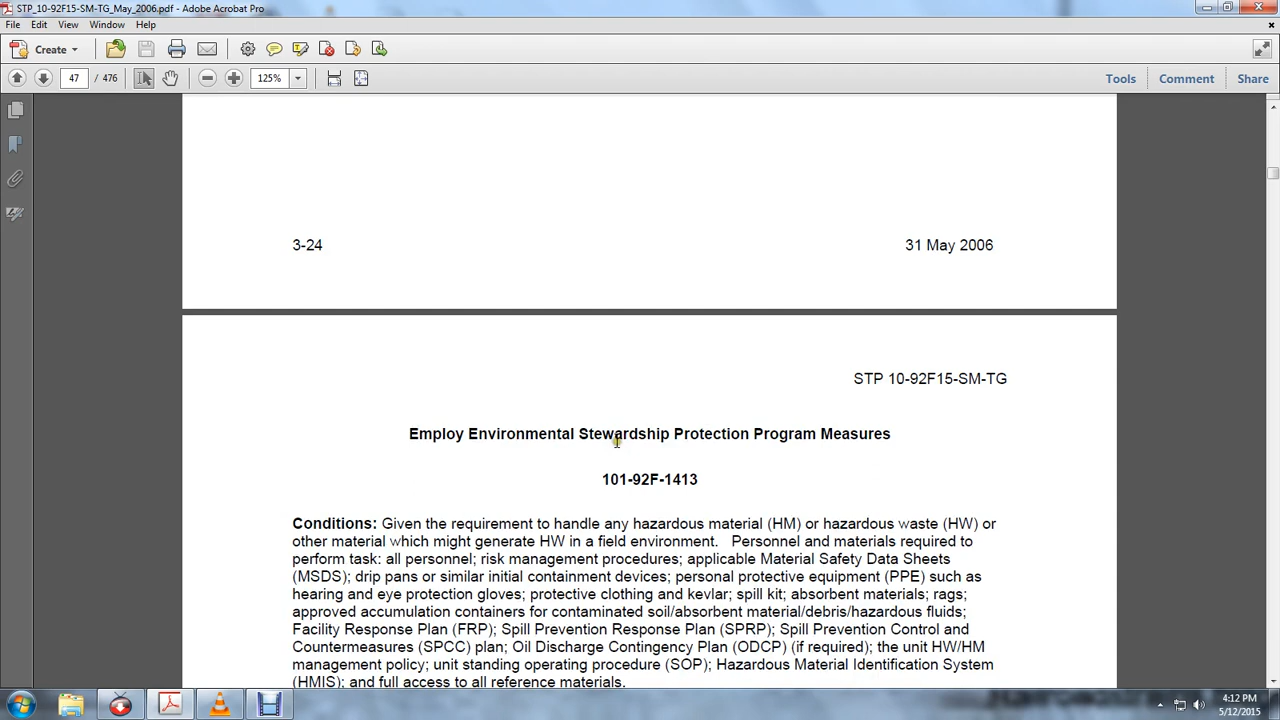 STP_10-92F15-SM-TG_May_2006.pdf - Adobe Acrobat Pro
File Edit View Window Help
Create
47 / 476 125% Tools Comment Share
3-24 31 May 2006
STP 10-92F15-SM-TG
Employ Environmental Stewardship Protection Program Measures
101-92F-1413
Conditions: Given the requirement to handle any hazardous material (HM) or hazardous waste (HW) or
other material which might generate HW in a field environment. Personnel and materials required to
perform task: all personnel; risk management procedures; applicable Material Safety Data Sheets
(MSDS); drip pans or similar initial containment devices; personal protective equipment (PPE) such as
hearing and eye protection gloves; protective clothing and kevlar; spill kit; absorbent materials; rags;
approved accumulation containers for contaminated soil/absorbent material/debris/hazardous fluids;
Facility Response Plan (FRP); Spill Prevention Response Plan (SPRP); Spill Prevention Control and
Countermeasures (SPCC) plan; Oil Discharge Contingency Plan (ODCP) (if required); the unit HW/HM
management policy; unit standing operating procedure (SOP); Hazardous Material Identification System
(HMIS); and full access to all reference materials.
4:12 PM
5/12/2015